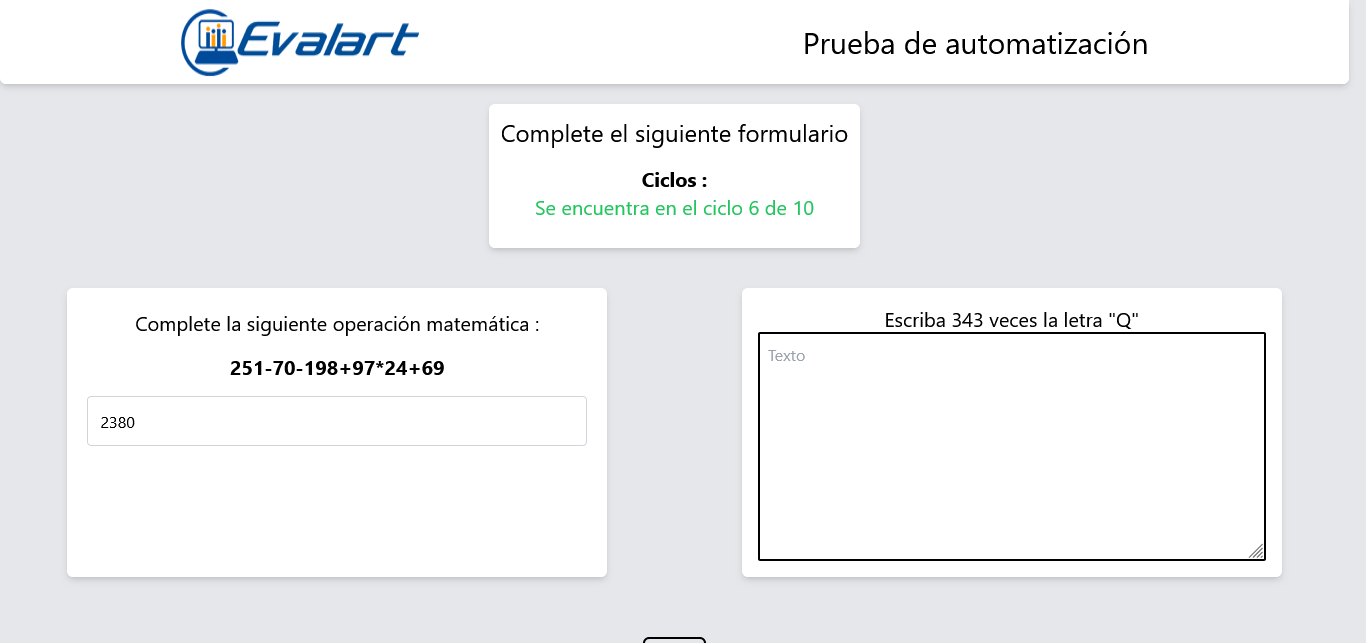 Evalart
Prueba de automatización
Complete el siguiente formulario
Ciclos :
Se encuentra en el ciclo 6 de 10
Complete la siguiente operación matemática :
251-70-198+97*24+69
2380
Escriba 343 veces la letra "Q"
Texto